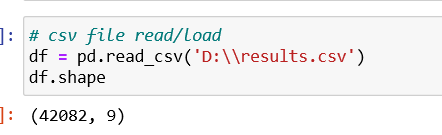 ]: # csv file read/load
df = pd.read_csv('D:\\results.csv')
df.shape
]: (42082, 9)